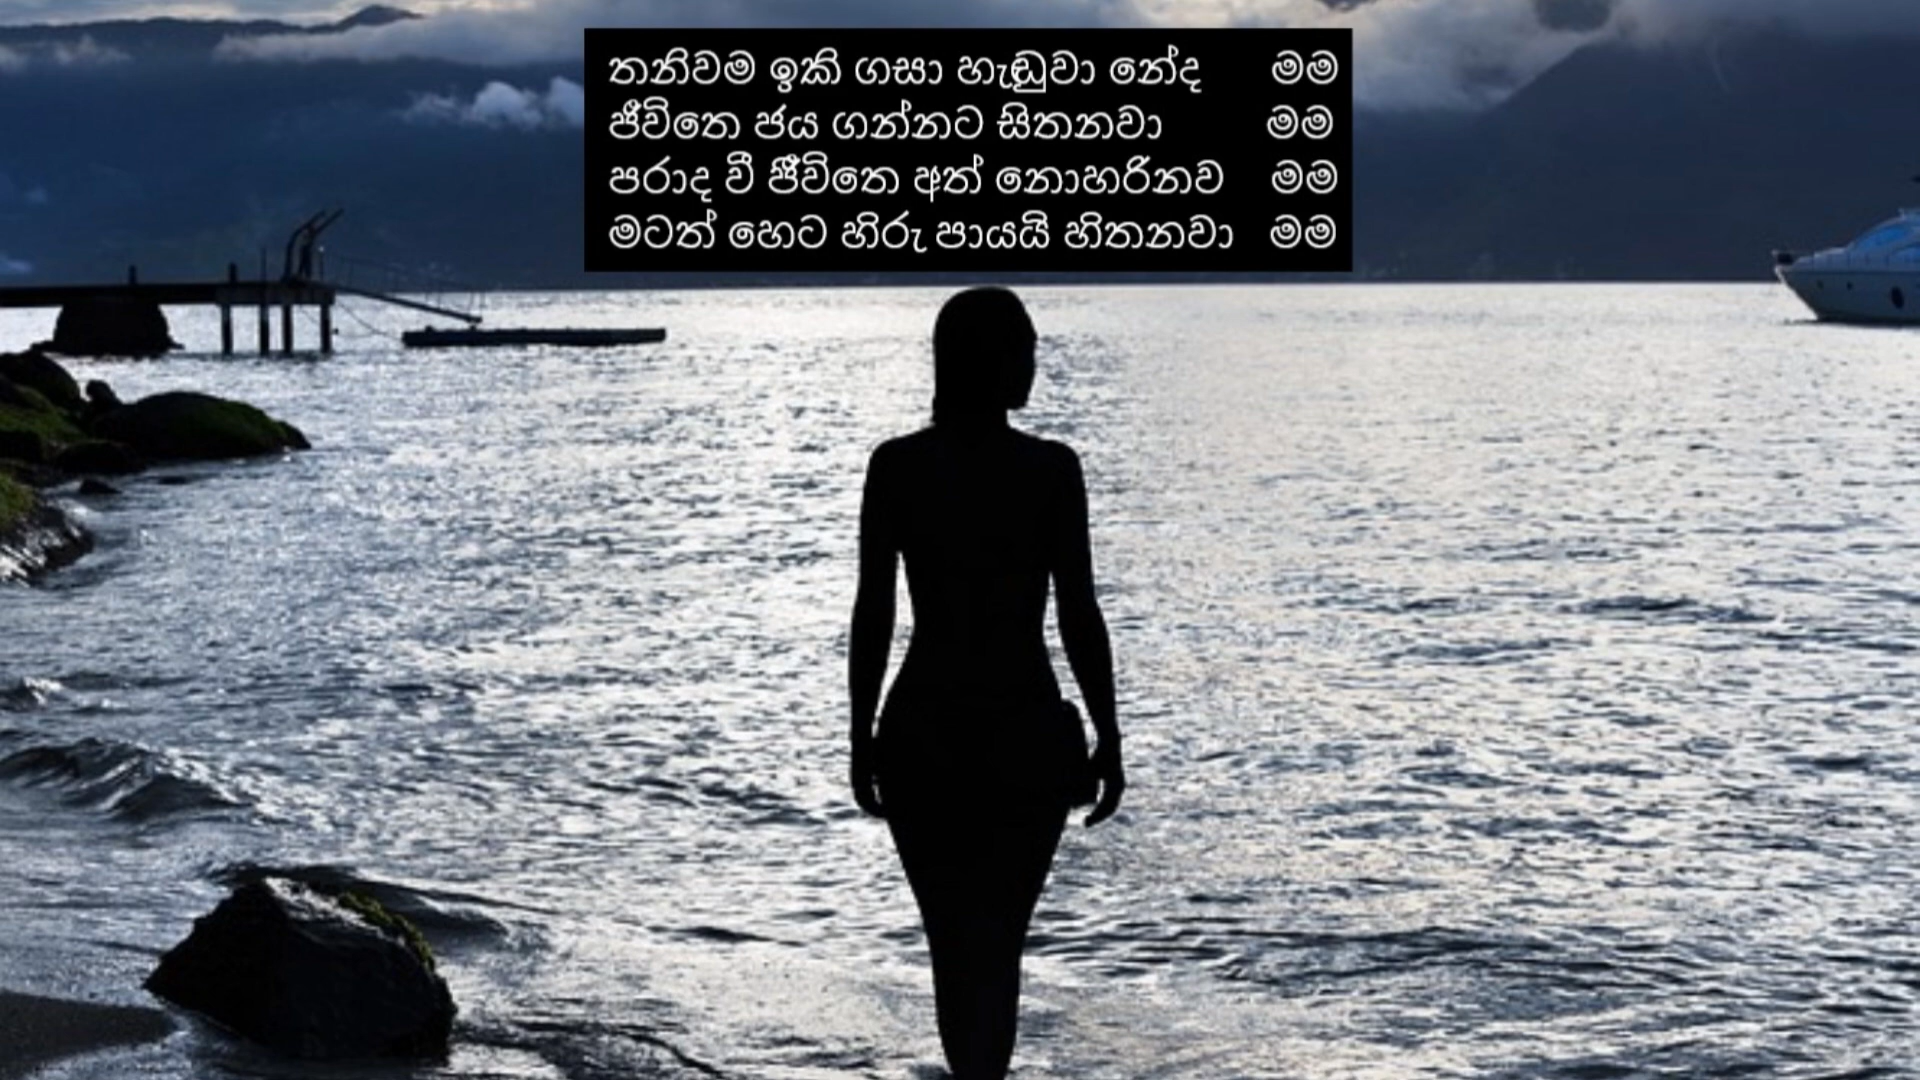 තනිවම ඉකි ගසා හැඬුවා නේද මම
ජීවිතෙ ජය ගන්නට සිතනවා මම
පරාද වී ජීවිතෙ අත් නොහරිනව මම
මටත් හෙට හිරු පායයි හිතනවා මම